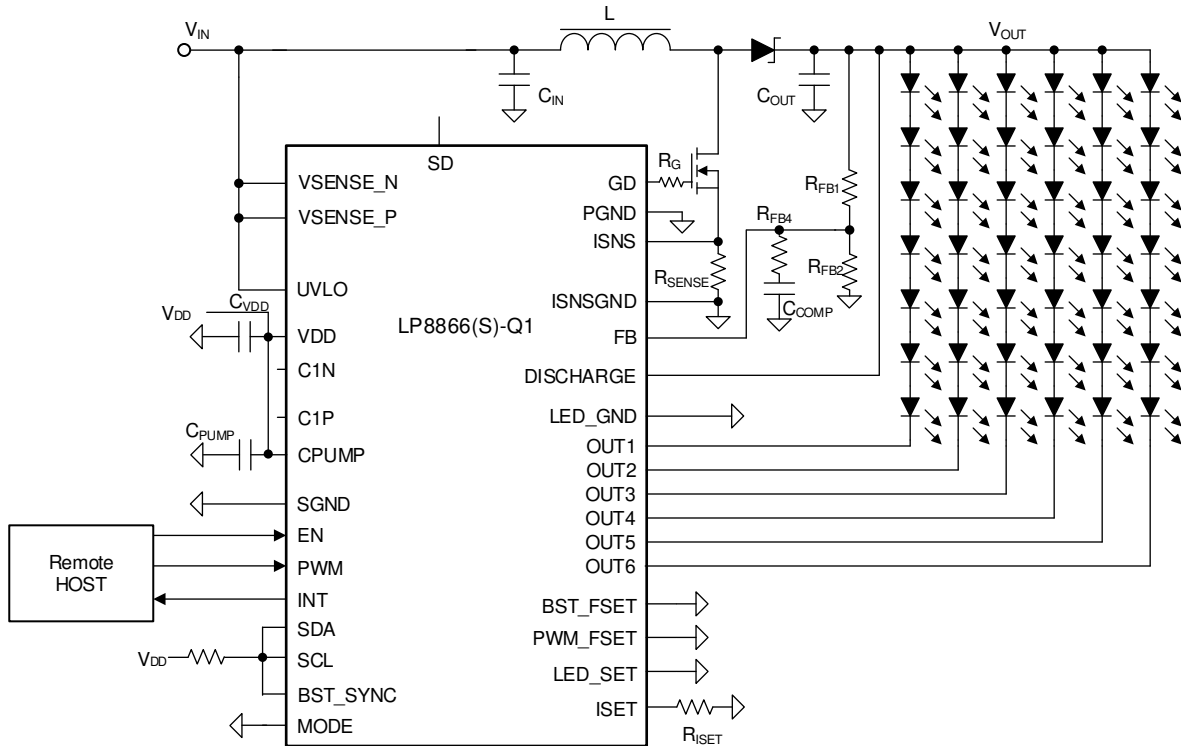 L
VIN
VOUT
CIN
COUT
SD
RG
VSENSE_N
GD
RFB1
VSENSE_P
PGND
RFB4
ISNS
RSENSE
RFB2
UVLO
CVDD
ISNSGND
CCOMP
VDD
LP8866(S)-Q1
VDD
FB
C1N
DISCHARGE
C1P
LED_GND
CPUMP
OUT1
CPUMP
OUT2
OUT3
SGND
OUT4
EN
OUT5
Remote
HOST
PWM
OUT6
INT
BST_FSET
SDA
PWM_FSET
VDD
SCL
LED_SET
BST_SYNC
ISET
MODE
RISET